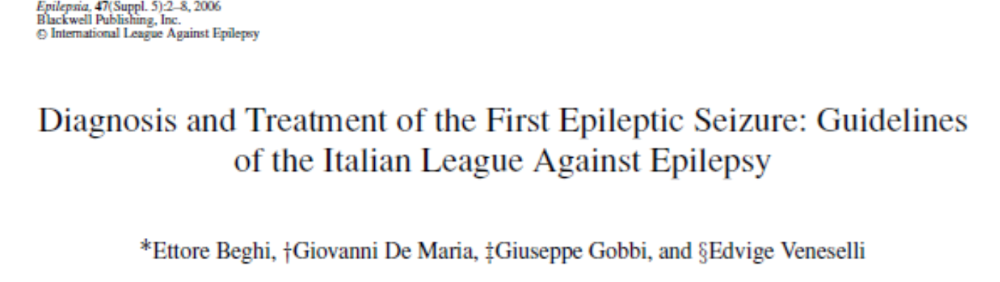 Epilepsia, 47(Suppl. 5):2–8, 2006
Blackwell Publishing, Inc.
© International League Against Epilepsy
Diagnosis and Treatment of the First Epileptic Seizure: Guidelines
of the Italian League Against Epilepsy
*Ettore Beghi, †Giovanni De Maria, ‡Giuseppe Gobbi, and §Edvige Veneselli